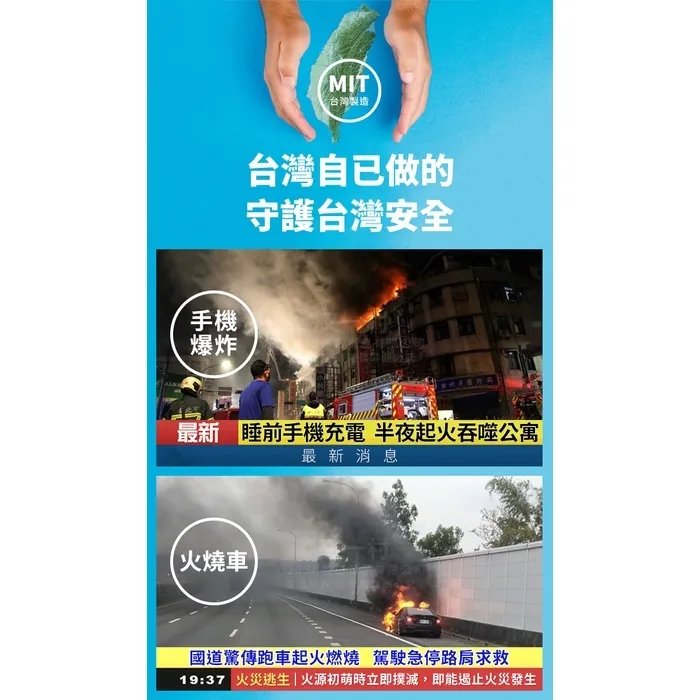 MIT
台灣製造
台灣自已做的
守護台灣安全
手機
爆炸
最新
睡前手機充電 半夜起火吞噬公寓
最新消息
火燒車
國道驚傳跑車起火燃燒 駕駛急停路肩求救
19:37 火災逃生 | 火源初萌時立即撲滅，即能遏止火災發生